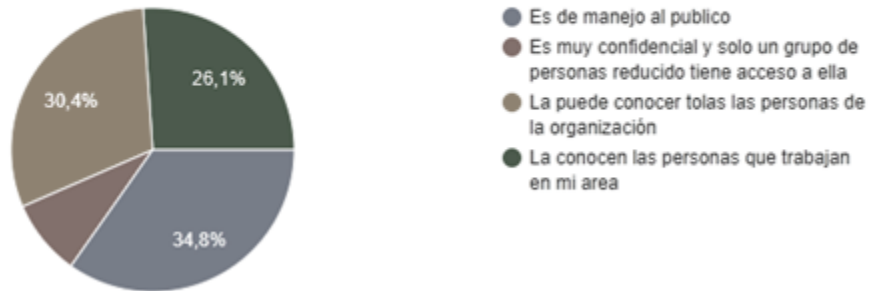 Es de manejo al publico
Es muy confidencial y solo un grupo de
personas reducido tiene acceso a ella
La puede conocer tolas las personas de
la organización
La conocen las personas que trabajan
en mi area
26,1%
30,4%
34,8%